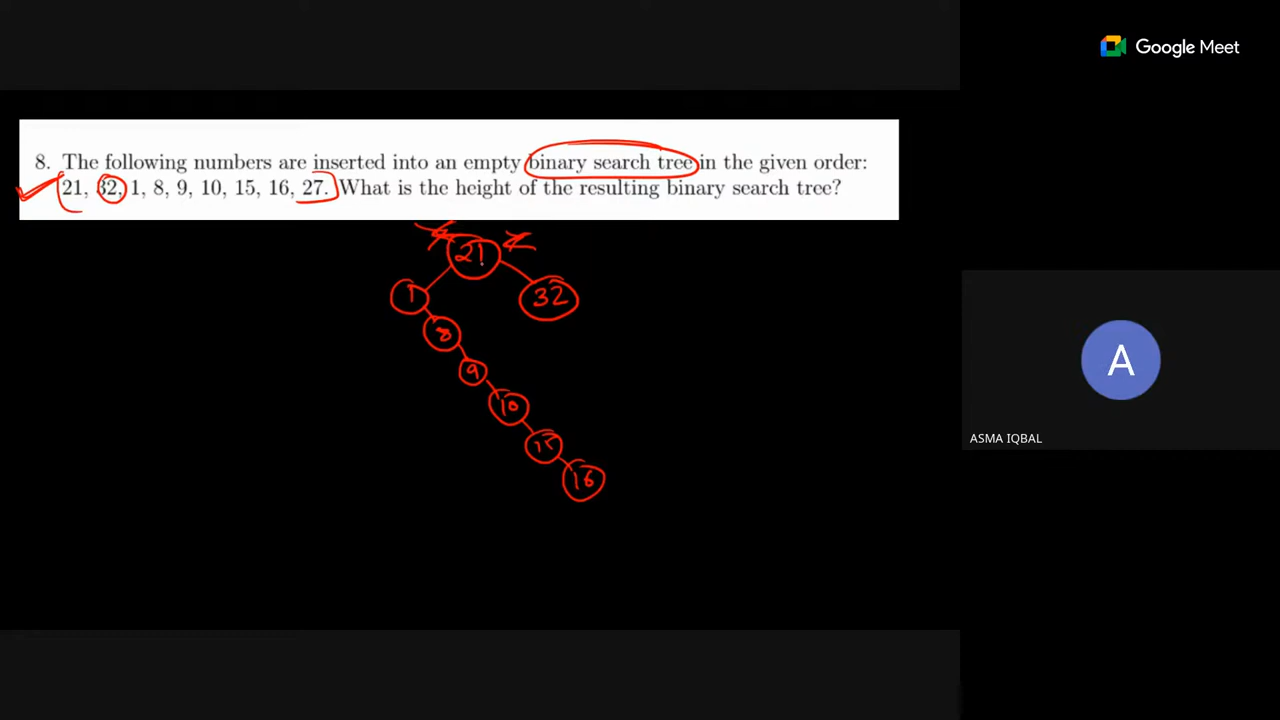 Google Meet
8. The following numbers are inserted into an empty binary search tree in the given order:
21, 32, 1, 8, 9, 10, 15, 16, 27. What is the height of the resulting binary search tree?
21
1 32
8
9
10
15
16
A
ASMA IQBAL